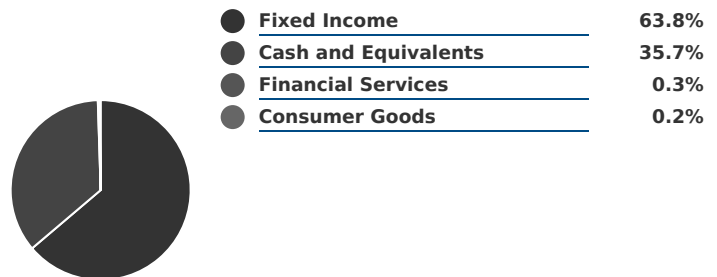 Fixed Income 63.8%
Cash and Equivalents 35.7%
Financial Services 0.3%
Consumer Goods 0.2%